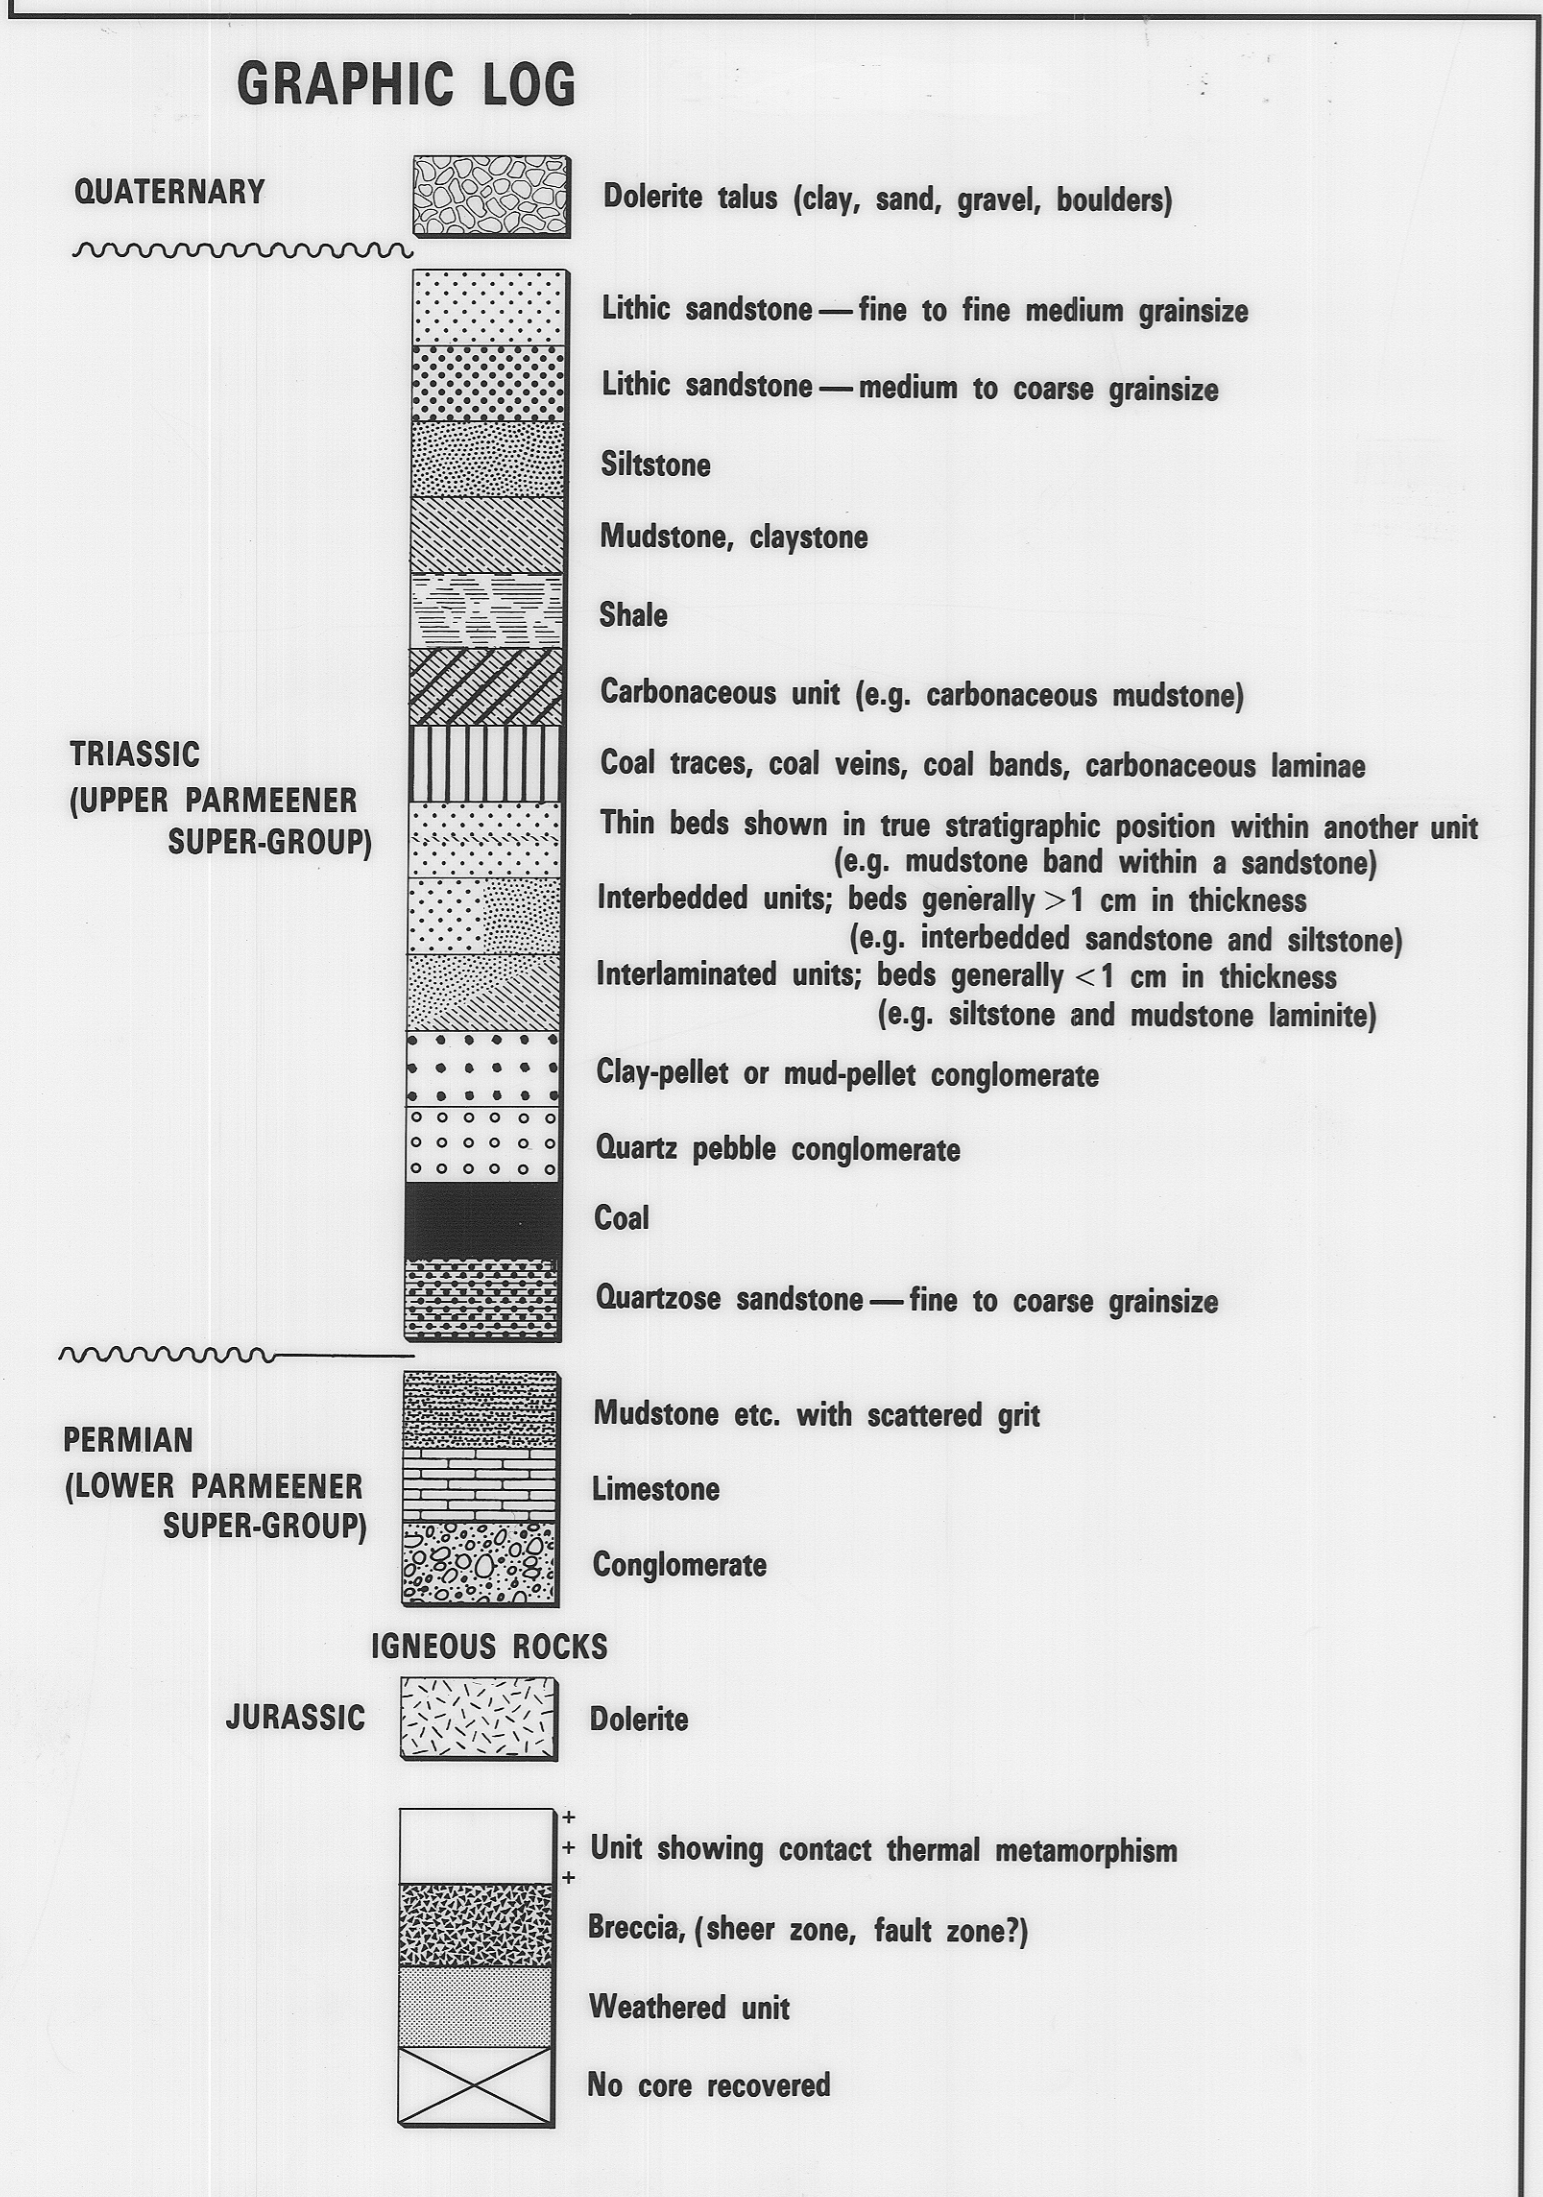 GRAPHIC LOG
QUATERNARY
Dolerite talus (clay, sand, gravel, boulders)
Lithic sandstone — fine to fine medium grainsize
Lithic sandstone — medium to coarse grainsize
Siltstone
Mudstone, claystone
Shale
Carbonaceous unit (e.g. carbonaceous mudstone)
TRIASSIC
(UPPER PARMEENER
SUPER-GROUP)
Coal traces, coal veins, coal bands, carbonaceous laminae
Thin beds shown in true stratigraphic position within another unit
(e.g. mudstone band within a sandstone)
Interbedded units; beds generally >1 cm in thickness
(e.g. interbedded sandstone and siltstone)
Interlaminated units; beds generally <1 cm in thickness
(e.g. siltstone and mudstone laminite)
Clay-pellet or mud-pellet conglomerate
Quartz pebble conglomerate
Coal
Quartzose sandstone — fine to coarse grainsize
Mudstone etc. with scattered grit
PERMIAN
(LOWER PARMEENER
SUPER-GROUP)
Limestone
Conglomerate
IGNEOUS ROCKS
JURASSIC
Dolerite
+
+ Unit showing contact thermal metamorphism
+
Breccia, (sheer zone, fault zone?)
Weathered unit
No core recovered